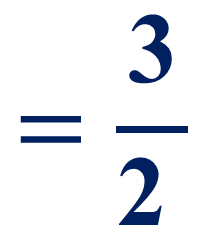 = 3/2